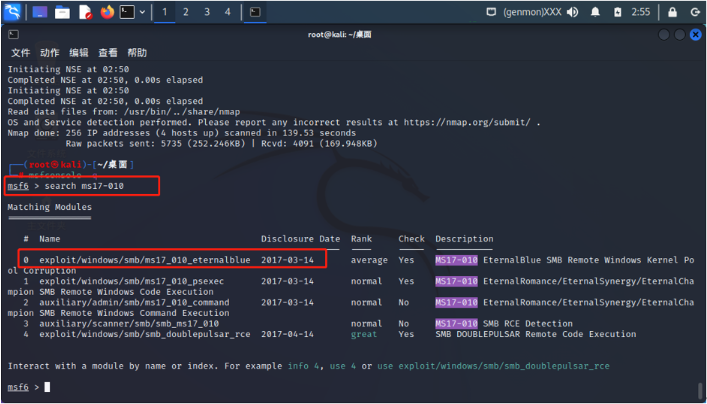 1 2 3 4 (genmon)XXX 2:55
root@kali: ~/桌面
文件 动作 编辑 查看 帮助
Initiating NSE at 02:50
Completed NSE at 02:50, 0.00s elapsed
Initiating NSE at 02:50
Completed NSE at 02:50, 0.00s elapsed
Read data files from: /usr/bin/../share/nmap
OS and Service detection performed. Please report any incorrect results at https://nmap.org/submit/ .
Nmap done: 256 IP addresses (4 hosts up) scanned in 139.53 seconds
Raw packets sent: 5735 (252.246KB) | Rcvd: 4091 (169.948KB)
(root㉿kali)-[~/桌面]
# msfconsole -q
msf6 > search ms17-010
Matching Modules
# Name Disclosure Date Rank Check Description
0 exploit/windows/smb/ms17_010_eternalblue 2017-03-14 average Yes MS17-010 EternalBlue SMB Remote Windows Kernel Po
ol Corruption
1 exploit/windows/smb/ms17_010_psexec 2017-03-14 normal Yes MS17-010 EternalRomance/EternalSynergy/EternalCha
mpion SMB Remote Windows Code Execution
2 auxiliary/admin/smb/ms17_010_command 2017-03-14 normal No MS17-010 EternalRomance/EternalSynergy/EternalCha
mpion SMB Remote Windows Command Execution
3 auxiliary/scanner/smb/smb_ms17_010 normal No MS17-010 SMB RCE Detection
4 exploit/windows/smb/smb_doublepulsar_rce 2017-04-14 great Yes SMB DOUBLEPULSAR Remote Code Execution
Interact with a module by name or index. For example info 4, use 4 or use exploit/windows/smb/smb_doublepulsar_rce
msf6 >